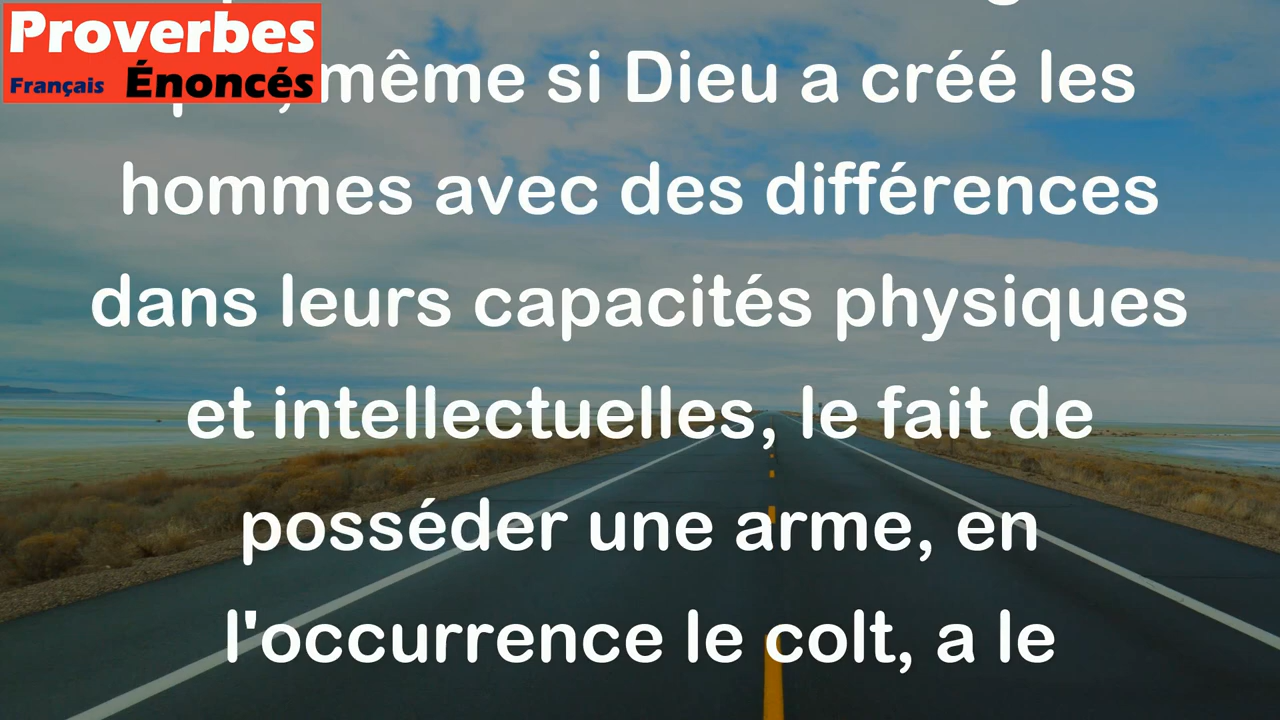 Proverbes
Français Énoncés
même si Dieu a créé les
hommes avec des différences
dans leurs capacités physiques
et intellectuelles, le fait de
posséder une arme, en
l'occurrence le colt, a le